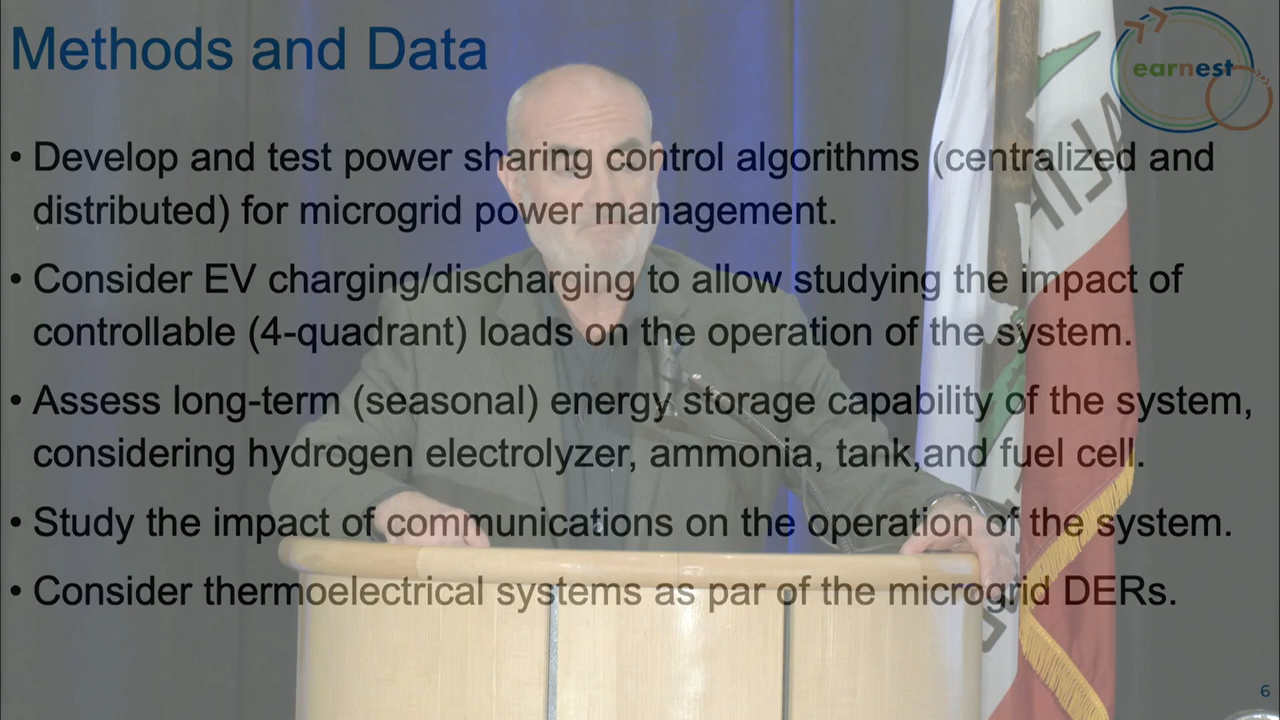 Methods and Data
earnest
• Develop and test power sharing control algorithms (centralized and
distributed) for microgrid power management.
• Consider EV charging/discharging to allow studying the impact of
controllable (4-quadrant) loads on the operation of the system.
• Assess long-term (seasonal) energy storage capability of the system,
considering hydrogen electrolyzer, ammonia, tank,and fuel cell.
• Study the impact of communications on the operation of the system.
• Consider thermoelectrical systems as par of the microgrid DERs.
6